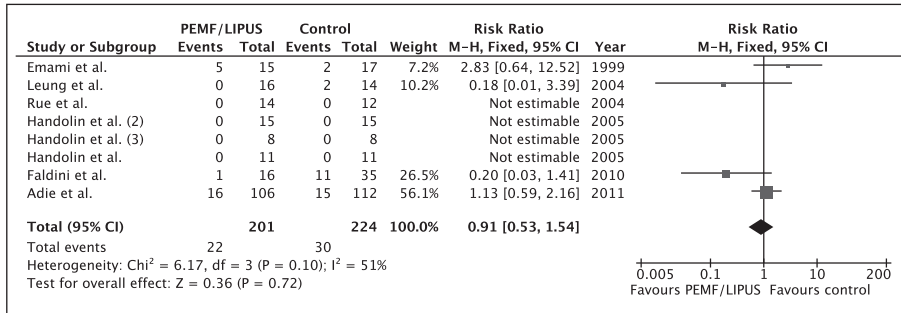 PEMF/LIPUS Control Risk Ratio Risk Ratio
Study or Subgroup Events Total Events Total Weight M-H, Fixed, 95% CI Year M-H, Fixed, 95% CI
Emami et al. 5 15 2 17 7.2% 2.83 [0.64, 12.52] 1999
Leung et al. 0 16 2 14 10.2% 0.18 [0.01, 3.39] 2004
Rue et al. 0 14 0 12 Not estimable 2004
Handolin et al. (2) 0 15 0 15 Not estimable 2005
Handolin et al. (3) 0 8 0 8 Not estimable 2005
Handolin et al. 0 11 0 11 Not estimable 2005
Faldini et al. 1 16 11 35 26.5% 0.20 [0.03, 1.41] 2010
Adie et al. 16 106 15 112 56.1% 1.13 [0.59, 2.16] 2011
Total (95% CI) 201 224 100.0% 0.91 [0.53, 1.54]
Total events 22 30
Heterogeneity: Chi² = 6.17, df = 3 (P = 0.10); I² = 51%
Test for overall effect: Z = 0.36 (P = 0.72)
0.005 0.1 1 10 200
Favours PEMF/LIPUS Favours control